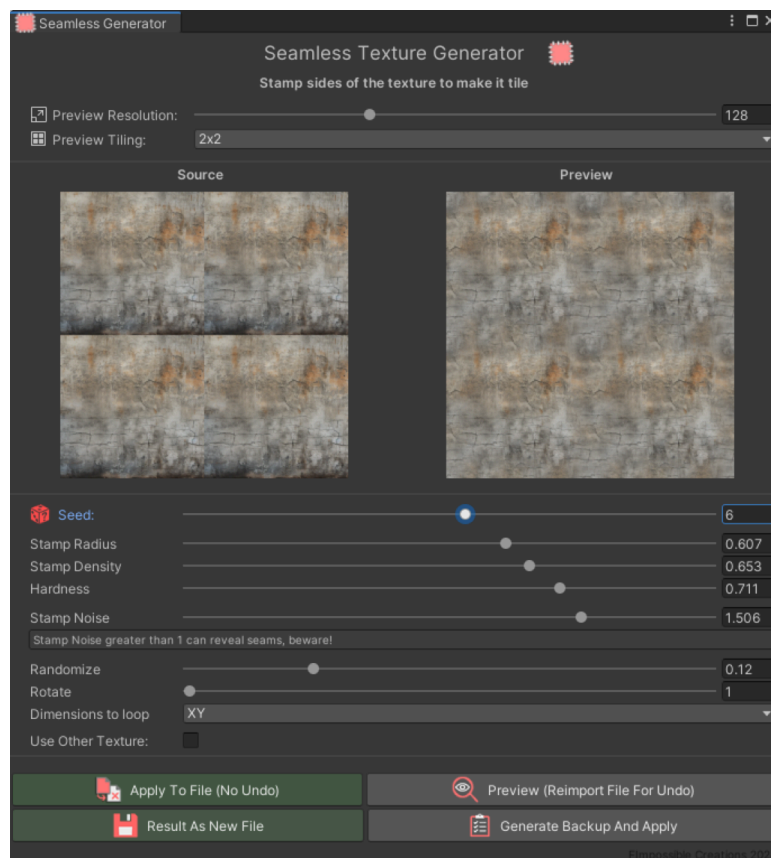 Seamless Generator
Seamless Texture Generator
Stamp sides of the texture to make it tile
Preview Resolution: 128
Preview Tiling: 2x2
Source Preview
Seed: 6
Stamp Radius 0.607
Stamp Density 0.653
Hardness 0.711
Stamp Noise 1.506
Stamp Noise greater than 1 can reveal seams, beware!
Randomize 0.12
Rotate 1
Dimensions to loop XY
Use Other Texture:
Apply To File (No Undo) Preview (Reimport File For Undo)
Result As New File Generate Backup And Apply
FImpossible Creations